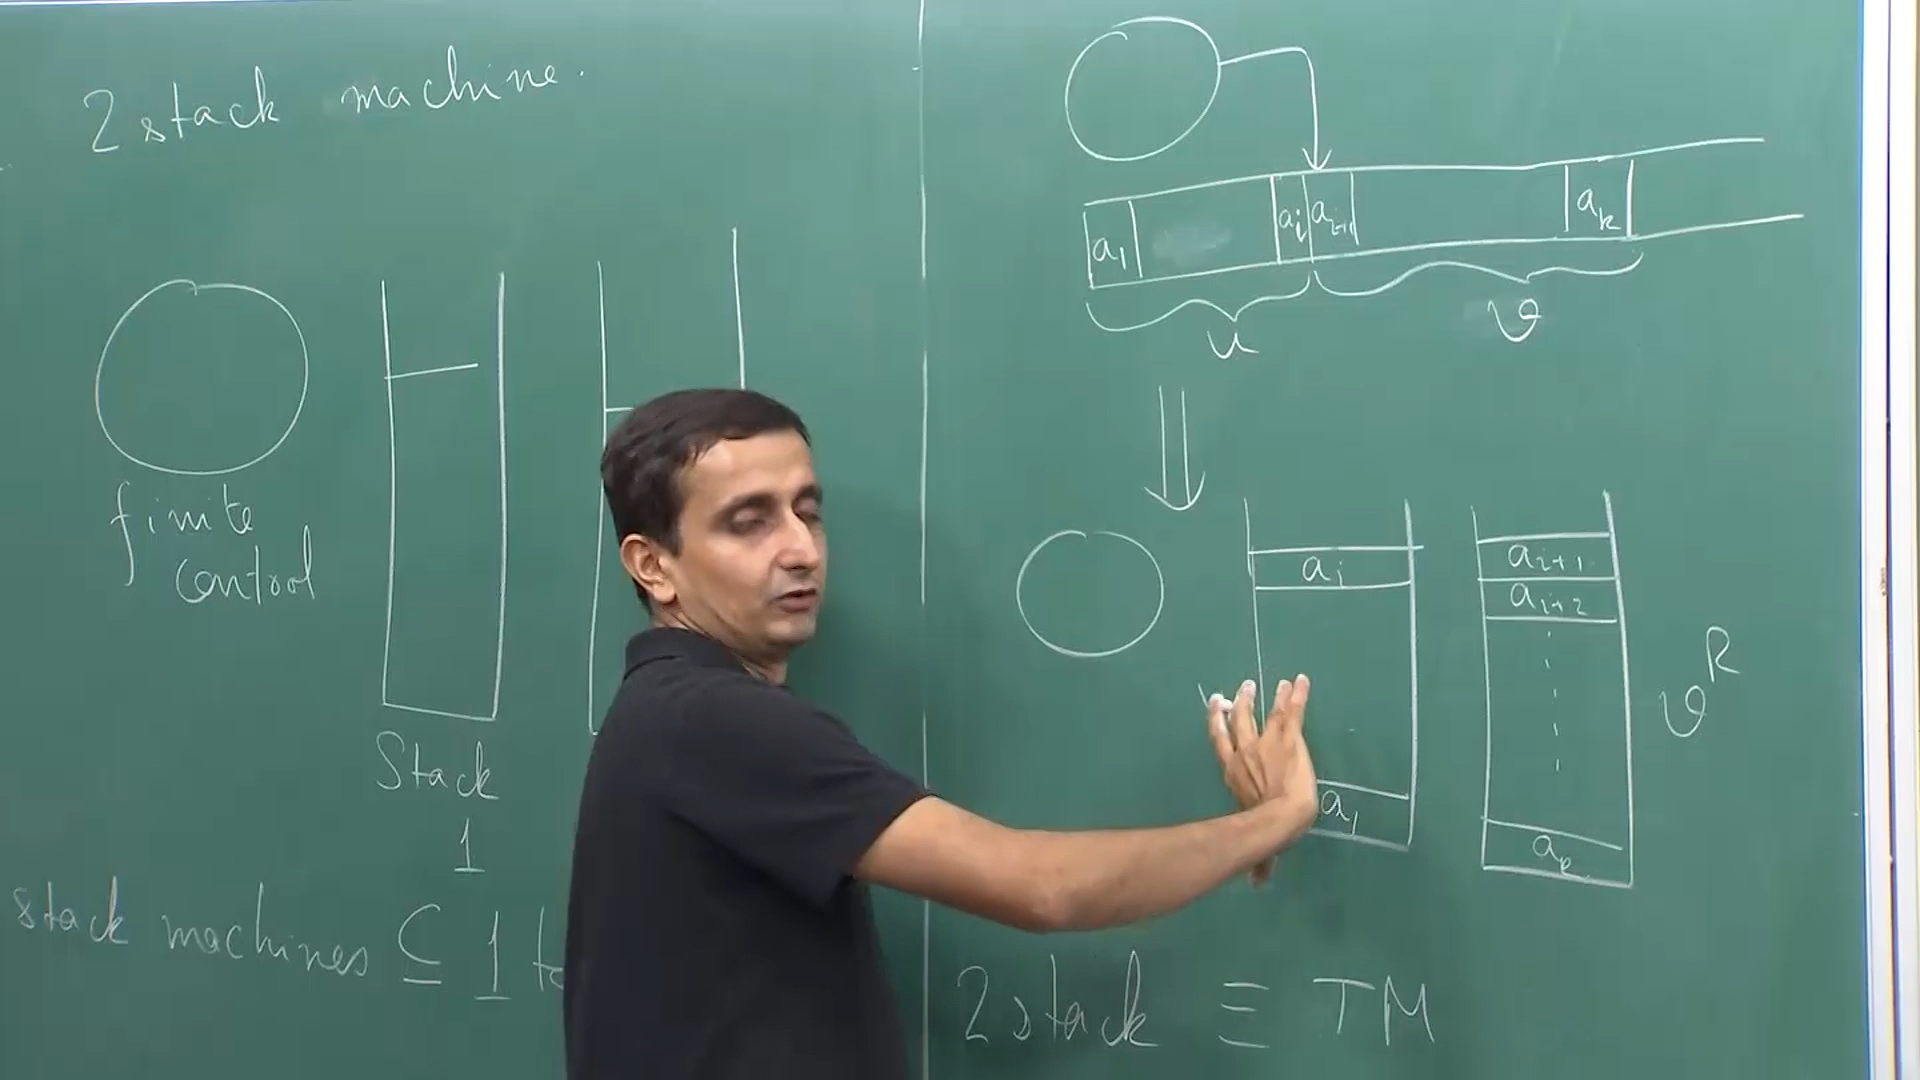 2 stack machine.
finite
control
Stack
1
stack machines ⊆ 1
a₁ aᵢ aᵢ₊₁ aₖ
u v
aᵢ aᵢ₊₁
aᵢ₊₂
vᴿ
a₁ aₖ
2 stack ≡ TM